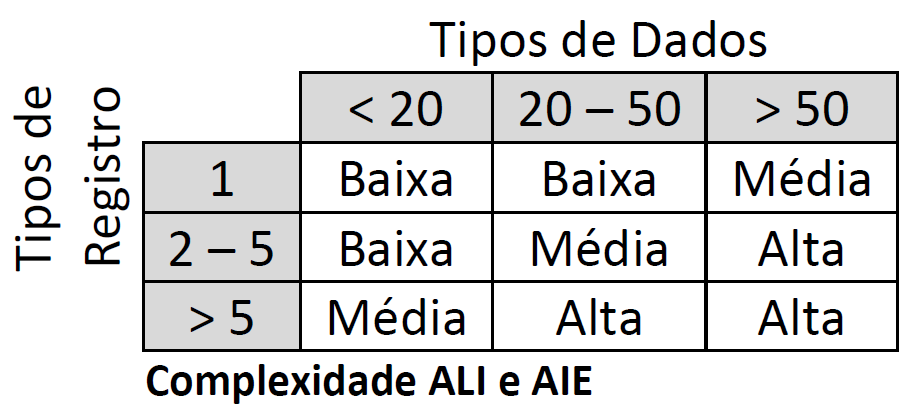 Tipos de Dados
Tipos de
Registro
< 20 20 – 50 > 50
1 Baixa Baixa Média
2 – 5 Baixa Média Alta
> 5 Média Alta Alta
Complexidade ALI e AIE